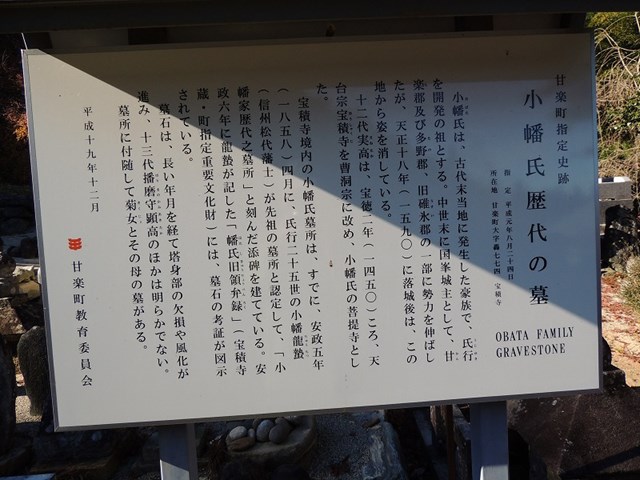 甘楽町指定史跡
小幡氏歴代の墓
指定 平成元年八月二十四日
所在地 甘楽町大字轟七七四 宝積寺
OBATA FAMILY
GRAVESTONE
小幡氏は、古代末当地に発生した豪族で、氏行
を開発の祖とする。中世末に国峯城主として、甘
楽郡及び多野郡、旧碓氷郡の一部に勢力を伸ばし
たが、天正十八年(一五九〇)に落城後は、この
地から姿を消している。
十二代実高は、宝徳二年(一四五〇)ころ、天
台宗宝積寺を曹洞宗に改め、小幡氏の菩提寺とし
た。
宝積寺境内の小幡氏墓所は、すでに、安政五年
(一八五八)四月に、氏行二十五世の小幡龍蟄
(信州松代藩士)が先祖の墓所と認定して、「小
幡家歴代之墓所」と刻んだ添碑を建てている。安
政六年に龍蟄が記した「幡氏旧領弁録」(宝積寺
蔵・町指定重要文化財)には、墓石の考証が図示
されている。
墓石は、長い年月を経て塔身部の欠損や風化が
進み、十三代播磨守顕高のほかは明らかでない。
墓所に付随して菊女とその母の墓がある。
平成十九年十二月
甘楽町教育委員会